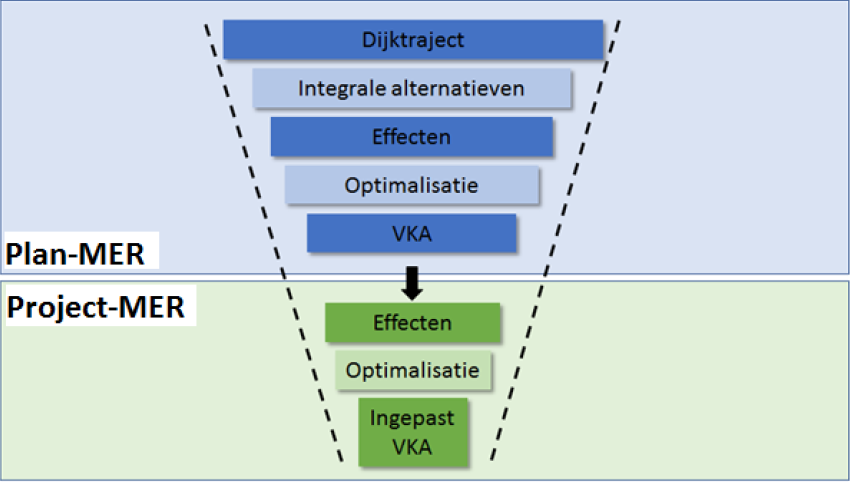 Dijktraject
Integrale alternatieven
Effecten
Optimalisatie
VKA
Plan-MER
Project-MER
Effecten
Optimalisatie
Ingepast
VKA